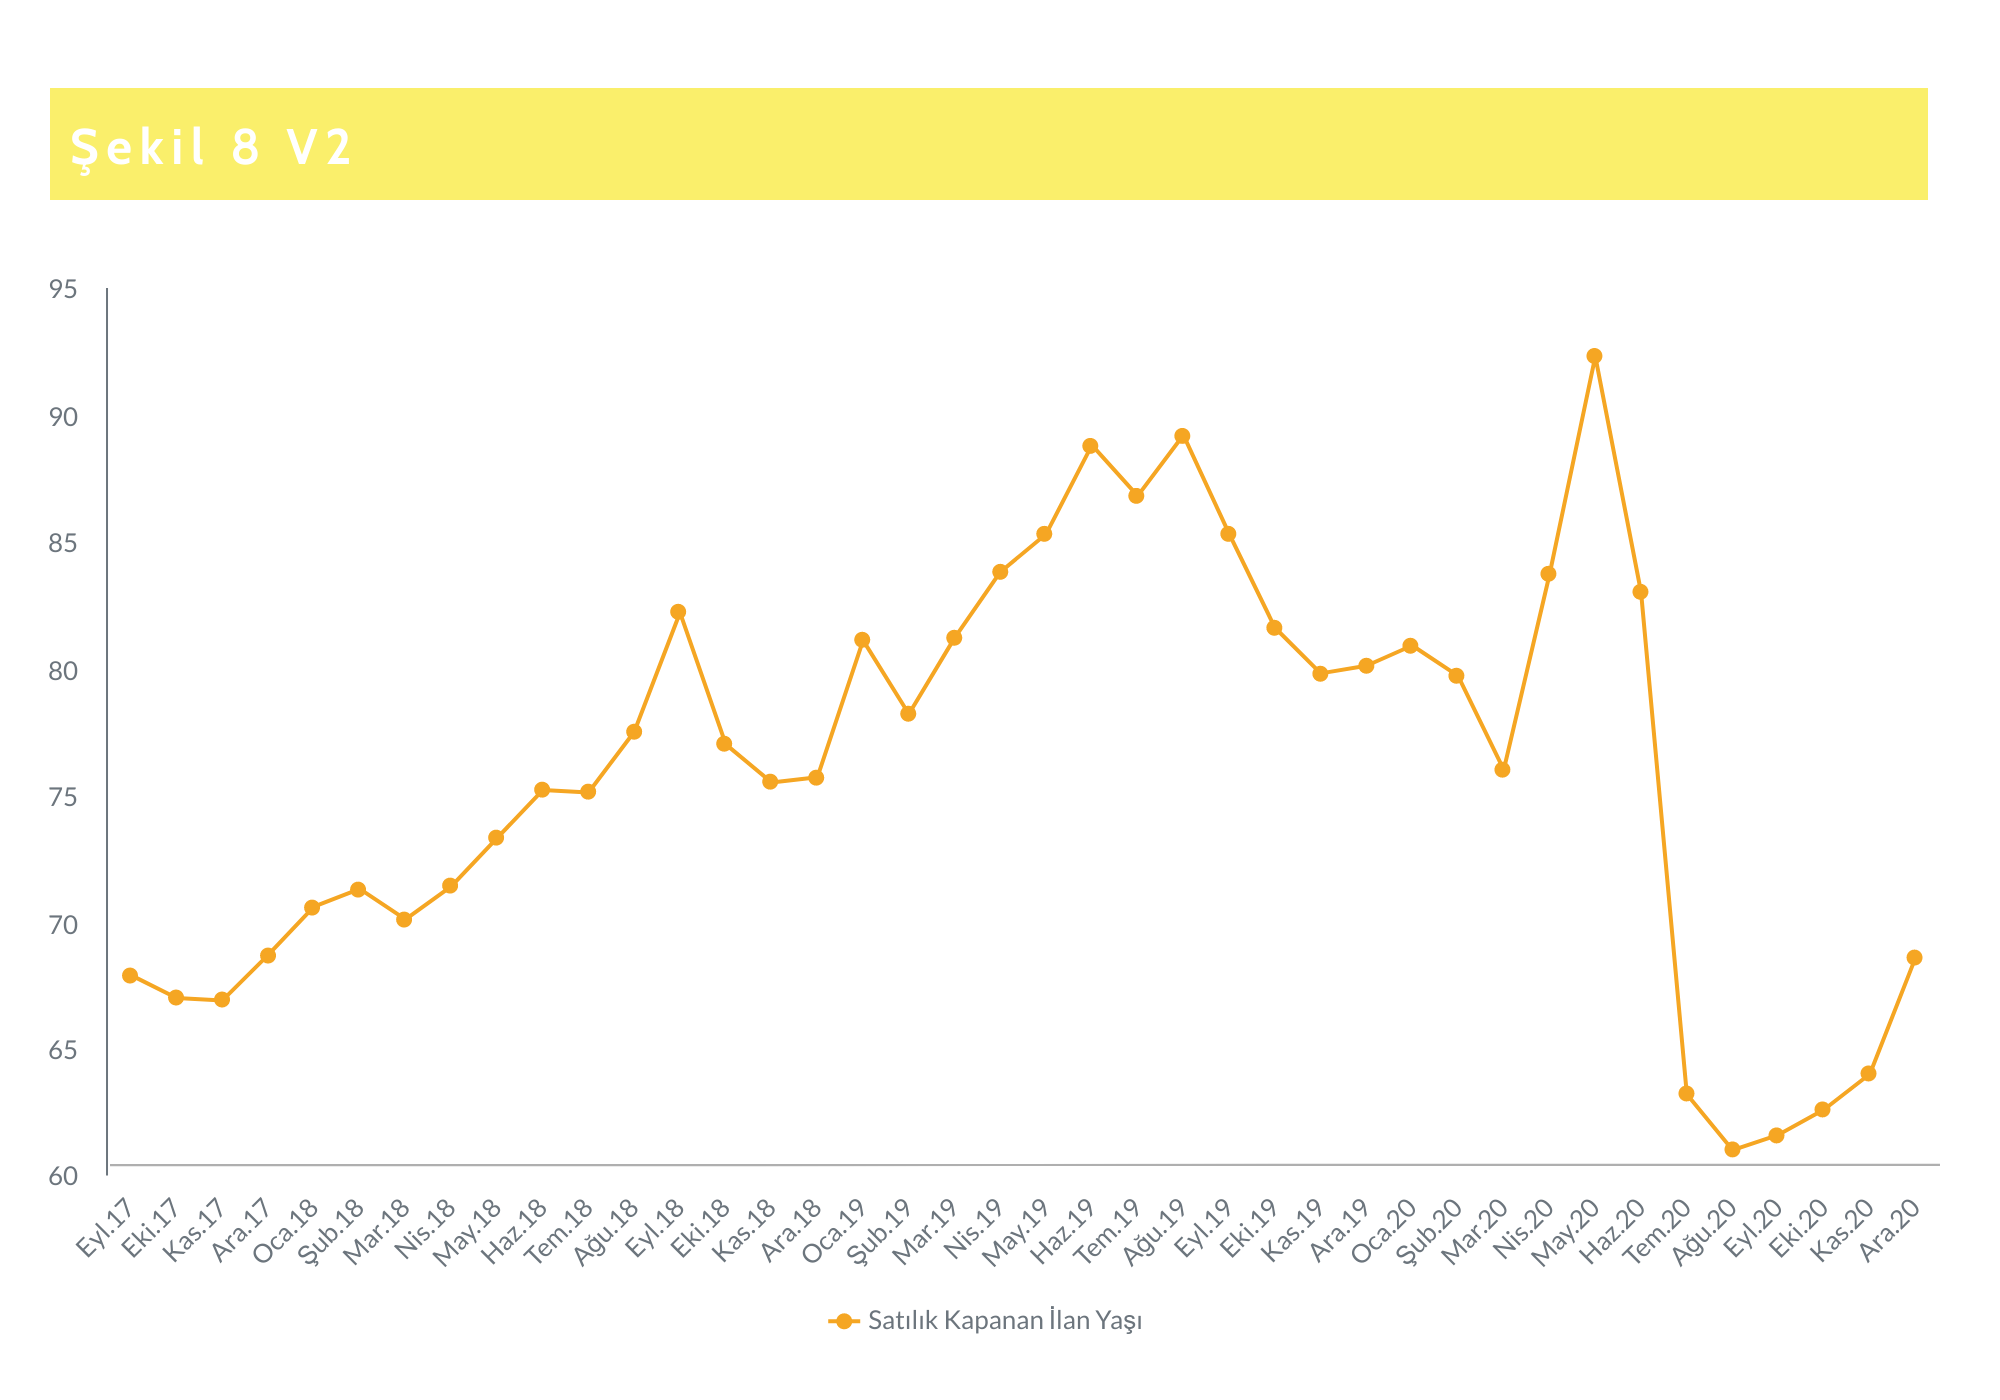 Şekil 8 V2
95
90
85
80
75
70
65
60
Eyl.17
Eki.17
Kas.17
Ara.17
Oca.18
Şub.18
Mar.18
Nis.18
May.18
Haz.18
Tem.18
Ağu.18
Eyl.18
Eki.18
Kas.18
Ara.18
Oca.19
Şub.19
Mar.19
Nis.19
May.19
Haz.19
Tem.19
Ağu.19
Eyl.19
Eki.19
Kas.19
Ara.19
Oca.20
Şub.20
Mar.20
Nis.20
May.20
Haz.20
Tem.20
Ağu.20
Eyl.20
Eki.20
Kas.20
Ara.20
Satılık Kapanan İlan Yaşı